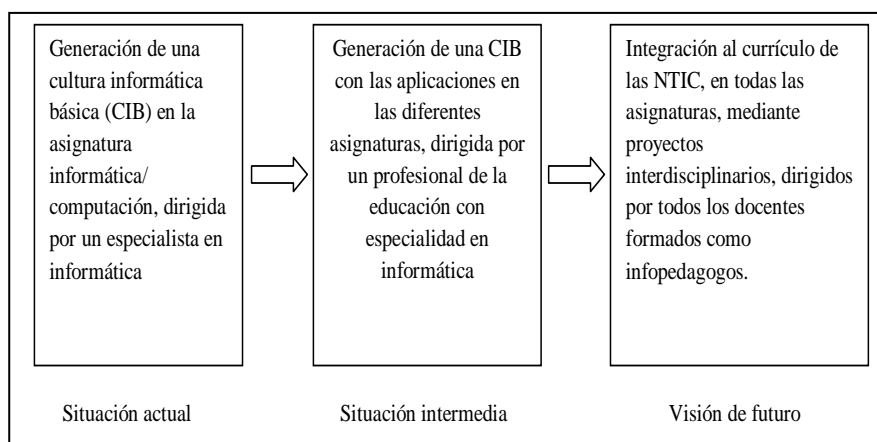 Generación de una
cultura informática
básica (CIB) en la
asignatura
informática/
computación, dirigida
por un especialista en
informática
Generación de una CIB
con las aplicaciones en
las diferentes
asignaturas, dirigida por
un profesional de la
educación con
especialidad en
informática
Integración al currículo de
las NTIC, en todas las
asignaturas, mediante
proyectos
interdisciplinarios, dirigidos
por todos los docentes
formados como
infopedagogos.
Situación actual
Situación intermedia
Visión de futuro